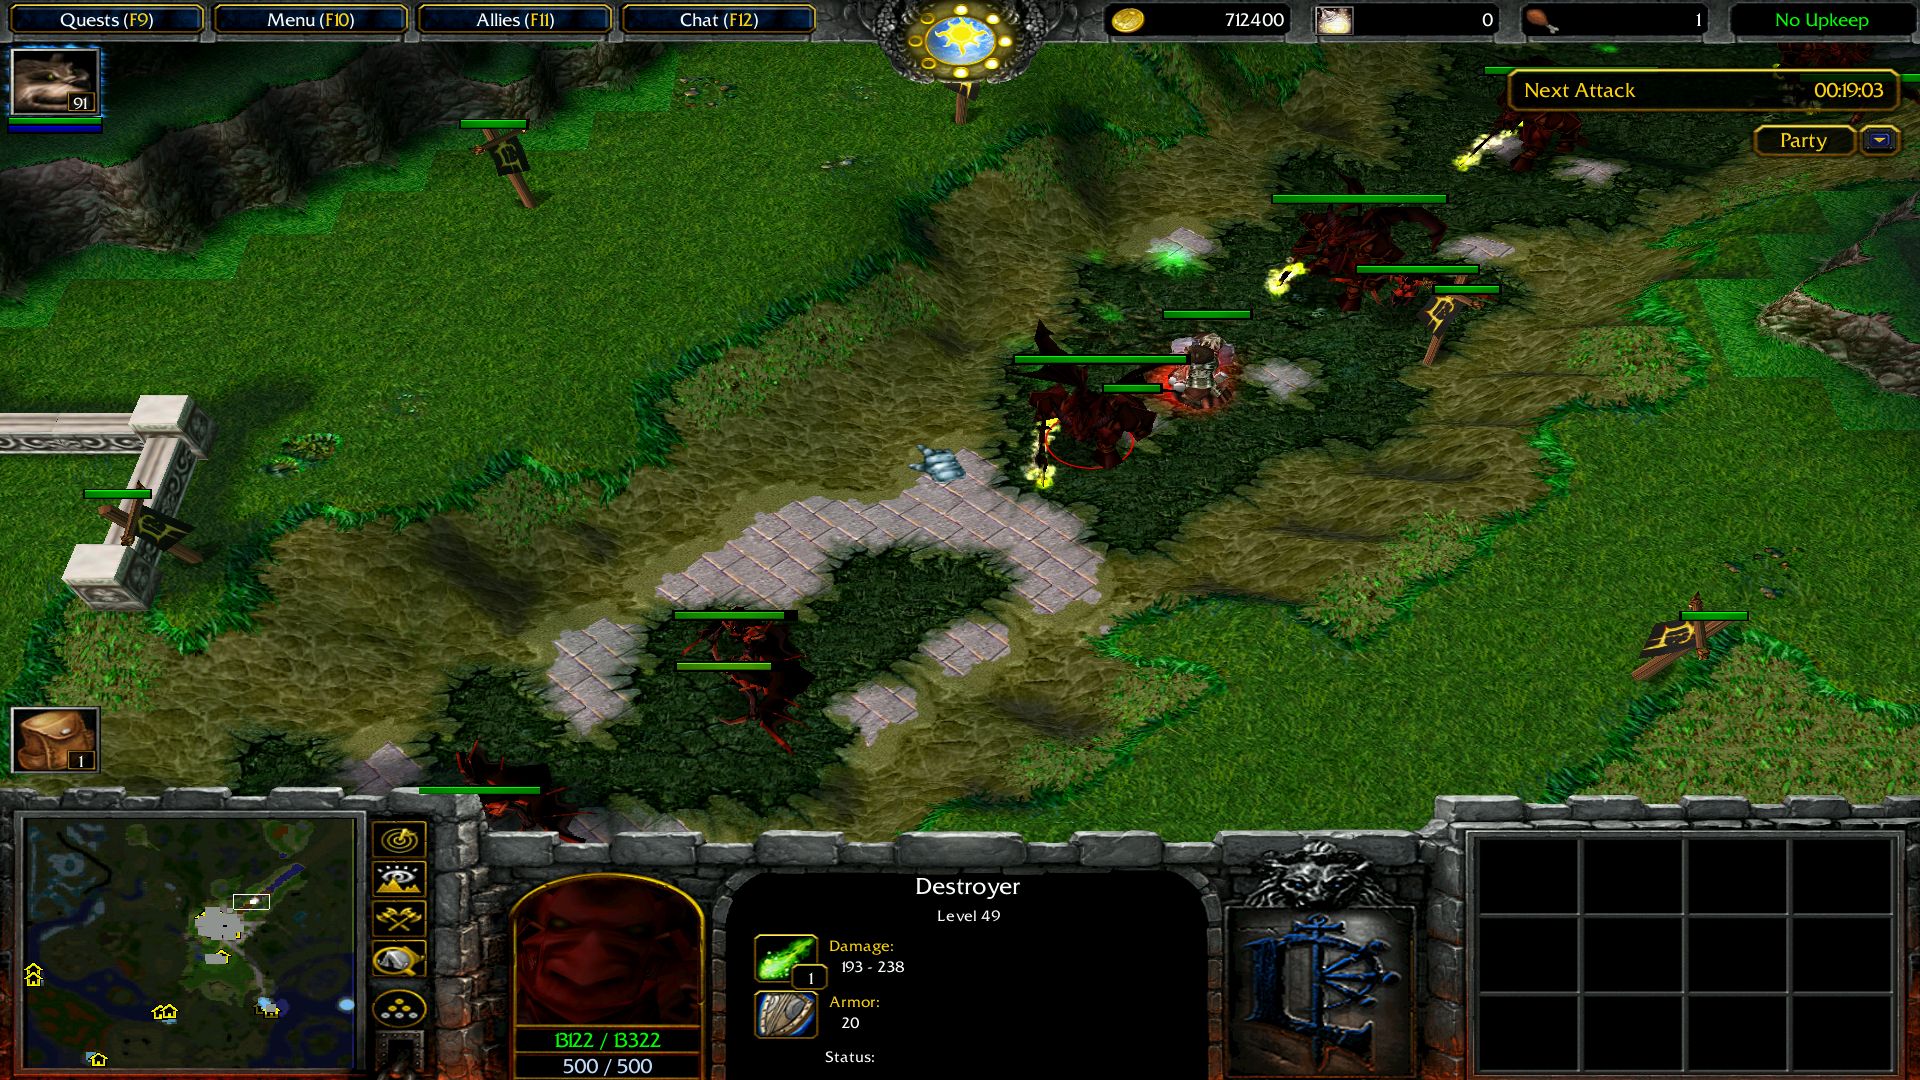 Quests (F9) Menu (F10) Allies (F11) Chat (F12) 712400 0 1 No Upkeep
91
Next Attack 00:19:03
Party
1
Destroyer
Level 49
Damage:
193 - 238
1
Armor:
20
Status:
13122 / 13322
500 / 500